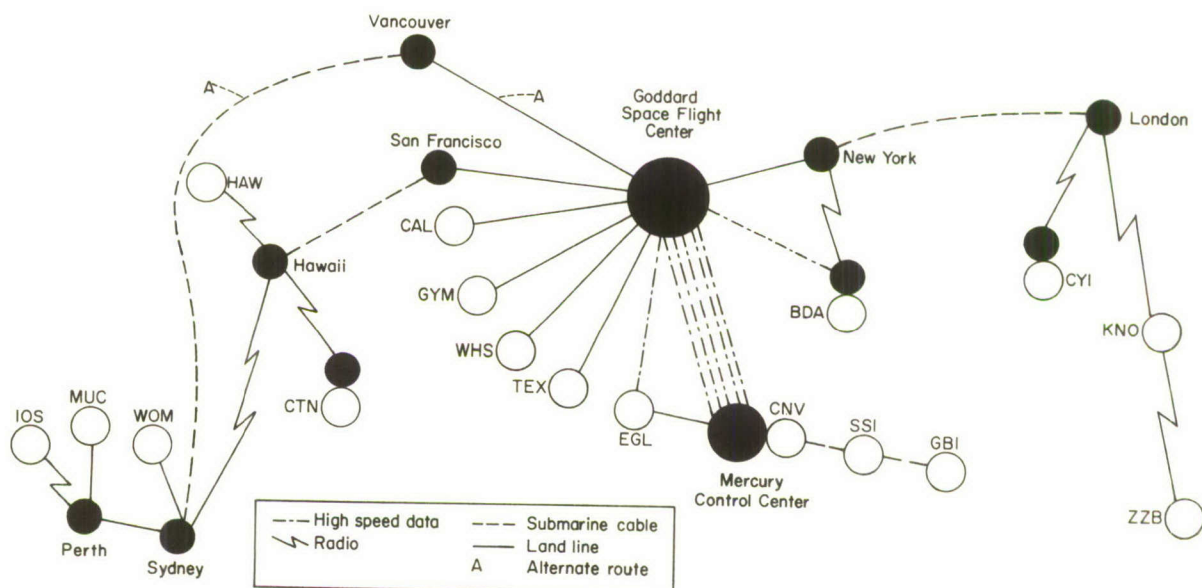 Vancouver
A
A
Goddard
Space Flight
Center
San Francisco
New York
London
HAW
CAL
Hawaii
GYM
BDA
CYI
WHS
KNO
TEX
CTN
EGL
CNV
SSI
GBI
IOS
MUC
WOM
Mercury
Control Center
Perth
Sydney
ZZB
High speed data
Radio
Submarine cable
Land line
A Alternate route